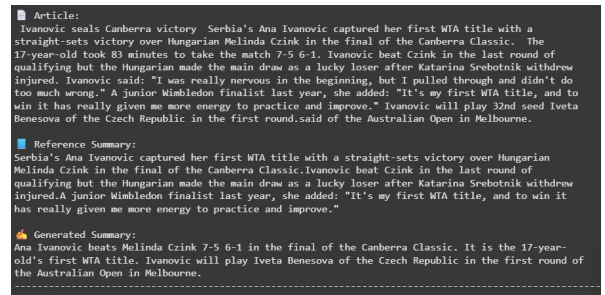 📄 Article:
Ivanovic seals Canberra victory  Serbia's Ana Ivanovic captured her first WTA title with a
straight-sets victory over Hungarian Melinda Czink in the final of the Canberra Classic.  The
17-year-old took 83 minutes to take the match 7-5 6-1. Ivanovic beat Czink in the last round of
qualifying but the Hungarian made the main draw as a lucky loser after Katarina Srebotnik withdrew
injured. Ivanovic said: "I was really nervous in the beginning, but I pulled through and didn't do
too much wrong." A junior Wimbledon finalist last year, she added: "It's my first WTA title, and to
win it has really given me more energy to practice and improve." Ivanovic will play 32nd seed Iveta
Benesova of the Czech Republic in the first round.said of the Australian Open in Melbourne.
📘 Reference Summary:
Serbia's Ana Ivanovic captured her first WTA title with a straight-sets victory over Hungarian
Melinda Czink in the final of the Canberra Classic.Ivanovic beat Czink in the last round of
qualifying but the Hungarian made the main draw as a lucky loser after Katarina Srebotnik withdrew
injured.A junior Wimbledon finalist last year, she added: "It's my first WTA title, and to win it
has really given me more energy to practice and improve."
✍ Generated Summary:
Ana Ivanovic beats Melinda Czink 7-5 6-1 in the final of the Canberra Classic. It is the 17-year-
old's first WTA title. Ivanovic will play Iveta Benesova of the Czech Republic in the first round of
the Australian Open in Melbourne.